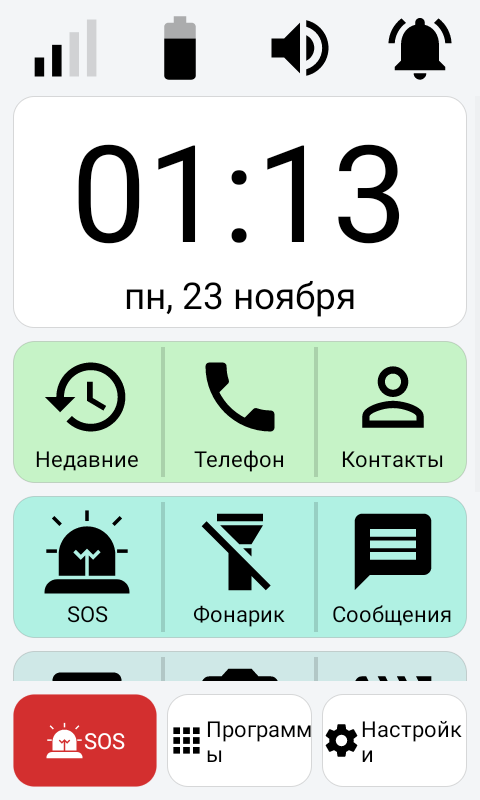 01:13
пн, 23 ноября
Недавние
Телефон
Контакты
SOS
Фонарик
Сообщения
SOS
Программ
ы
Настройк
и